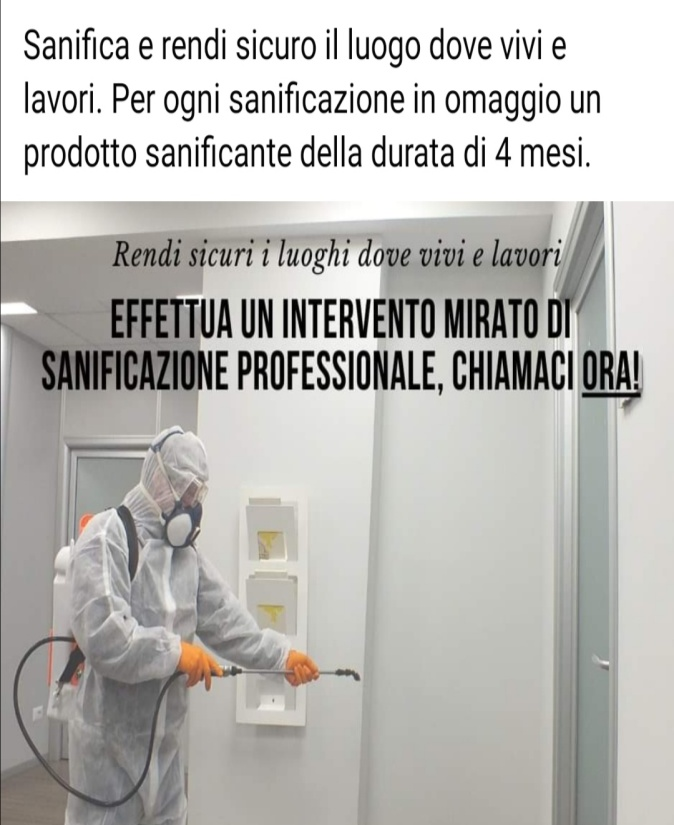 Sanifica e rendi sicuro il luogo dove vivi e
lavori. Per ogni sanificazione in omaggio un
prodotto sanificante della durata di 4 mesi.
Rendi sicuri i luoghi dove vivi e lavori
EFFETTUA UN INTERVENTO MIRATO DI
SANIFICAZIONE PROFESSIONALE, CHIAMACI ORA!